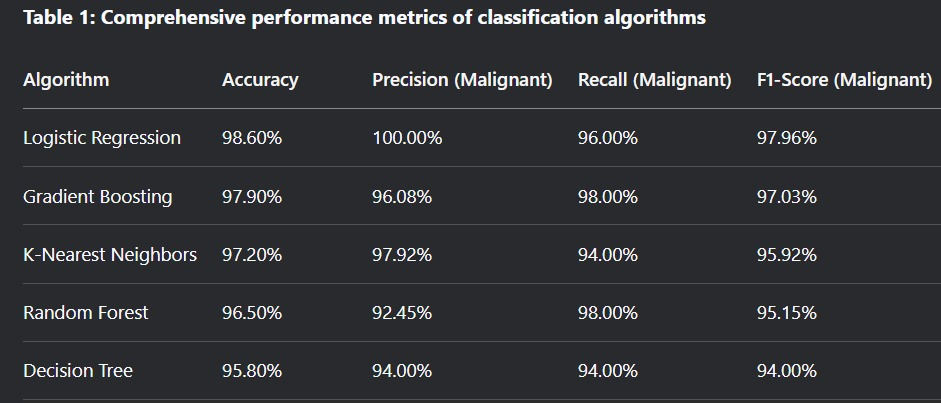 Table 1: Comprehensive performance metrics of classification algorithms
Algorithm Accuracy Precision (Malignant) Recall (Malignant) F1-Score (Malignant)
Logistic Regression 98.60% 100.00% 96.00% 97.96%
Gradient Boosting 97.90% 96.08% 98.00% 97.03%
K-Nearest Neighbors 97.20% 97.92% 94.00% 95.92%
Random Forest 96.50% 92.45% 98.00% 95.15%
Decision Tree 95.80% 94.00% 94.00% 94.00%